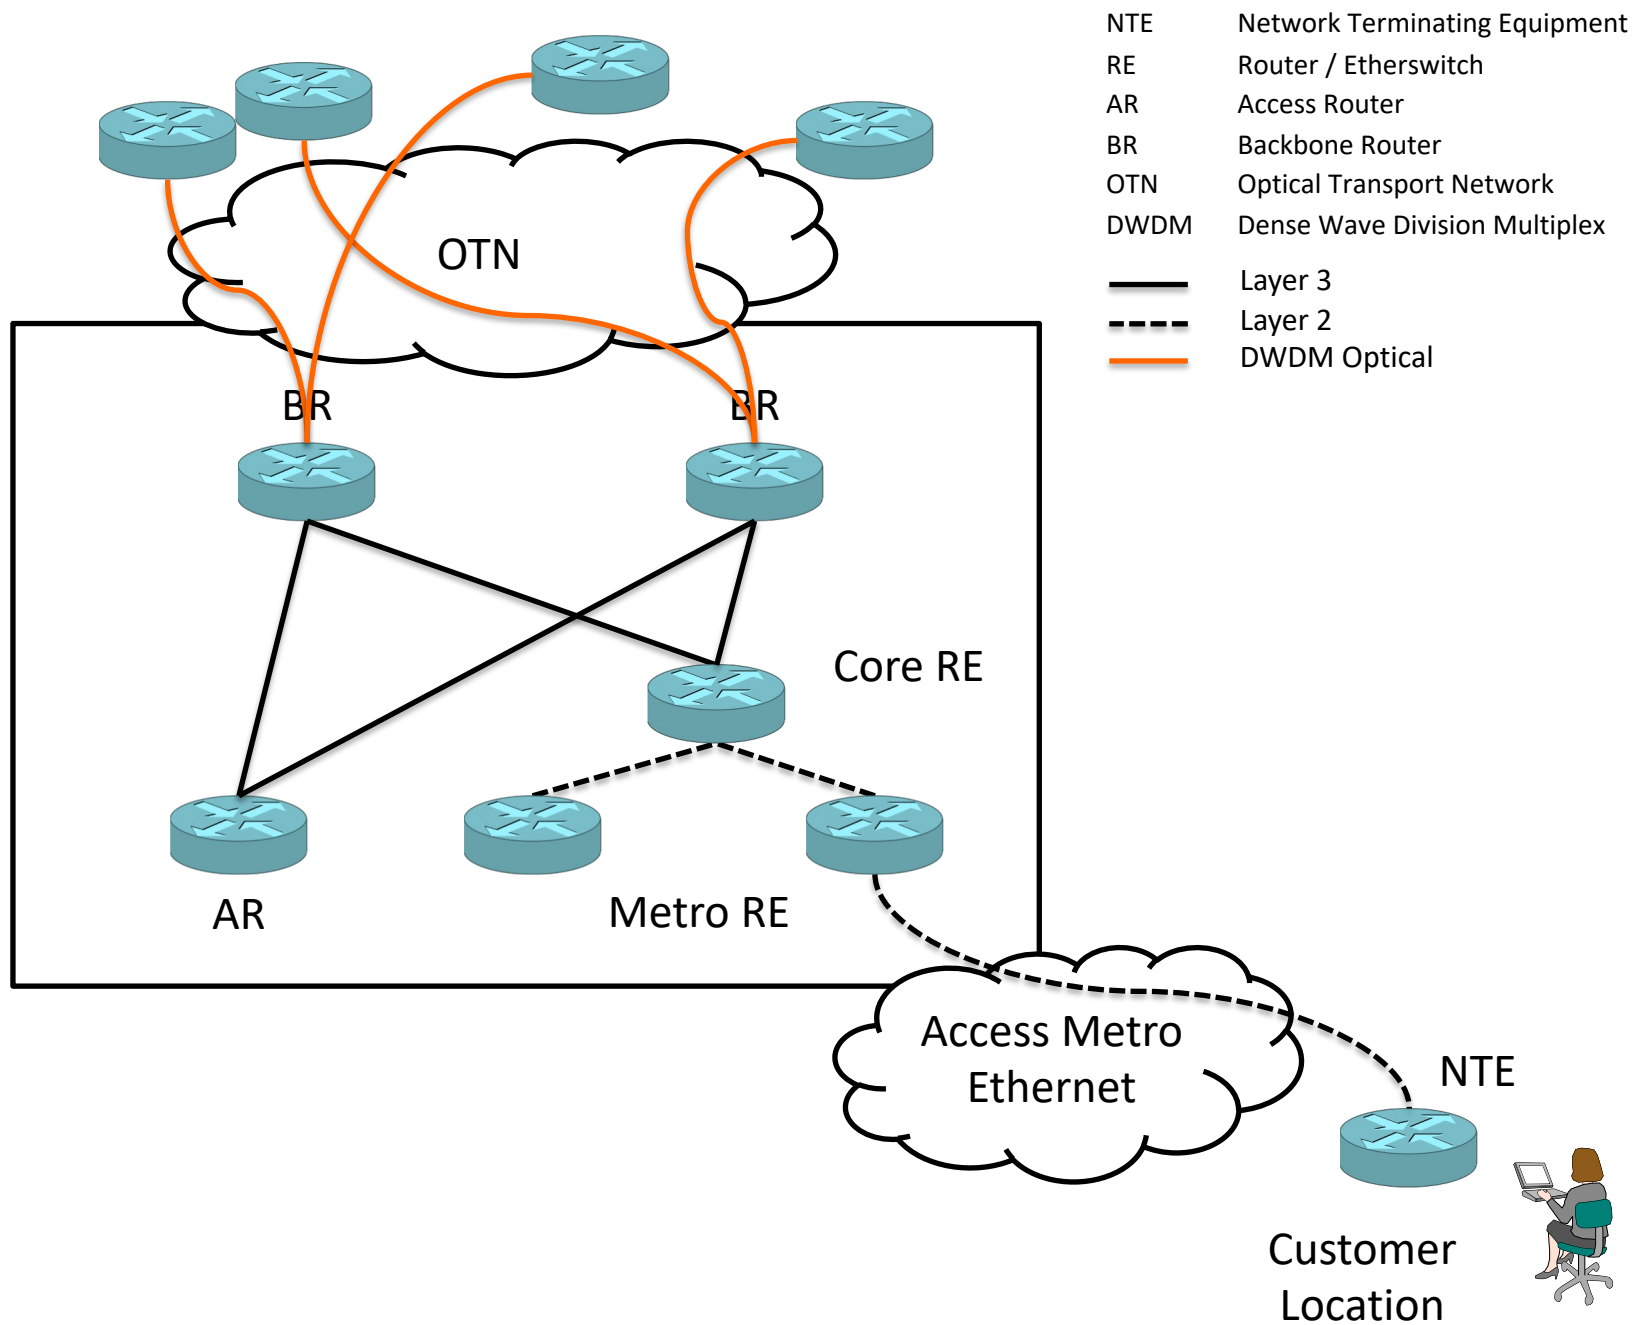 NTE Network Terminating Equipment
RE Router / Etherswitch
AR Access Router
BR Backbone Router
OTN Optical Transport Network
DWDM Dense Wave Division Multiplex
Layer 3
Layer 2
DWDM Optical
OTN
BR BR
Core RE
AR Metro RE
Access Metro
Ethernet
NTE
Customer
Location